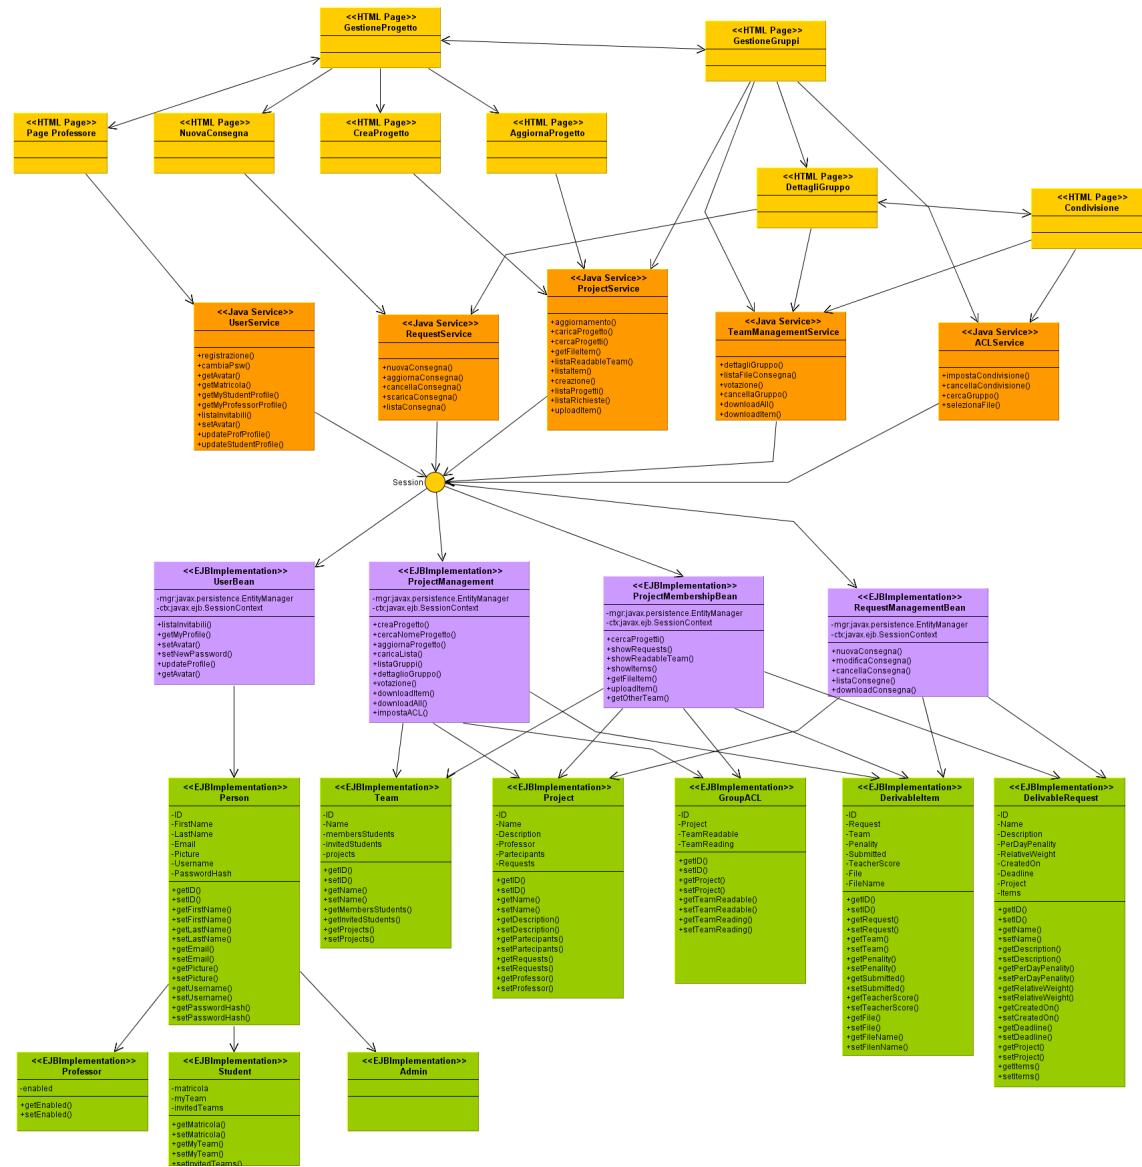 <<HTML Page>>
GestioneProgetto
<<HTML Page>>
GestioneGruppi
<<HTML Page>>
Page Professore
<<HTML Page>>
NuovaConsegna
<<HTML Page>>
CreaProgetto
<<HTML Page>>
AggiornaProgetto
<<HTML Page>>
DettagliGruppo
<<HTML Page>>
Condivisione
<<Java Service>>
UserService
+registrazione()
+cambiaPsw()
+getAvatar()
+getMatricola()
+getMyStudentProfile()
+getMyProfessorProfile()
+listaInvitabili()
+setAvatar()
+updateProfProfile()
+updateStudentProfile()
<<Java Service>>
RequestService
+nuovaConsegna()
+aggiornaConsegna()
+cancellaConsegna()
+scaricaConsegna()
+listaConsegna()
<<Java Service>>
ProjectService
+aggiornamento()
+caricaProgetto()
+cercaProgetti()
+getFileItem()
+listaReadableTeam()
+listaItem()
+creazione()
+listaProgetti()
+listaRichieste()
+uploadItem()
<<Java Service>>
TeamManagementService
+dettagliGruppo()
+listaFileConsegna()
+votazione()
+cancellaGruppo()
+downloadAll()
+downloadItem()
<<Java Service>>
ACLService
+impostaCondivisione()
+cancellaCondivisione()
+cercaGruppo()
+selezionaFile()
Session
<<EJBImplementation>>
UserBean
-mgr:javax.persistence.EntityManager
-ctx:javax.ejb.SessionContext
+listaInvitabili()
+getMyProfile()
+setAvatar()
+setNewPassword()
+updateProfile()
+getAvatar()
<<EJBImplementation>>
ProjectManagement
-mgr:javax.persistence.EntityManager
-ctx:javax.ejb.SessionContext
+creaProgetto()
+cercaNomeProgetto()
+aggiornaProgetto()
+caricaLista()
+listaGruppi()
+dettaglioGruppo()
+votazione()
+downloadItem()
+downloadAll()
+impostaACL()
<<EJBImplementation>>
ProjectMembershipBean
-mgr:javax.persistence.EntityManager
-ctx:javax.ejb.SessionContext
+cercaProgetti()
+showRequests()
+showReadableTeam()
+showItems()
+getFileItem()
+uploadItem()
+getOtherTeam()
<<EJBImplementation>>
RequestManagementBean
-mgr:javax.persistence.EntityManager
-ctx:javax.ejb.SessionContext
+nuovaConsegna()
+modificaConsegna()
+cancellaConsegna()
+listaConsegne()
+downloadConsegna()
<<EJBImplementation>>
Person
-ID
-FirstName
-LastName
-Email
-Picture
-Username
-PasswordHash
+getID()
+setID()
+getFirstName()
+setFirstName()
+getLastName()
+setLastName()
+getEmail()
+setEmail()
+getPicture()
+setPicture()
+getUsername()
+setUsername()
+getPasswordHash()
+setPasswordHash()
<<EJBImplementation>>
Team
-ID
-Name
-membersStudents
-invitedStudents
-projects
+getID()
+setID()
+getName()
+setName()
+getMembersStudents()
+getInvitedStudents()
+getProjects()
+setProjects()
<<EJBImplementation>>
Project
-ID
-Name
-Description
-Professor
-Partecipants
-Requests
+getID()
+setID()
+getName()
+setName()
+getDescription()
+setDescription()
+getPartecipants()
+setPartecipants()
+getRequests()
+setRequests()
+getProfessor()
+setProfessor()
<<EJBImplementation>>
GroupACL
-ID
-Project
-TeamReadable
-TeamReading
+getID()
+setID()
+getProject()
+setProject()
+getTeamReadable()
+setTeamReadable()
+getTeamReading()
+setTeamReading()
<<EJBImplementation>>
DerivableItem
-ID
-Request
-Team
-Penality
-Submitted
-TeacherScore
-File
-FileName
+getID()
+setID()
+getRequest()
+setRequest()
+getTeam()
+setTeam()
+getPenality()
+setPenality()
+getSubmitted()
+setSubmitted()
+getTeacherScore()
+setTeacherScore()
+getFile()
+setFile()
+getFileName()
+setFilenName()
<<EJBImplementation>>
DelivableRequest
-ID
-Name
-Description
-PerDayPenality
-RelativeWeight
-CreatedOn
-Deadline
-Project
-Items
+getID()
+setID()
+getName()
+setName()
+getDescription()
+setDescription()
+getPerDayPenality()
+setPerDayPenality()
+getRelativeWeight()
+setRelativeWeight()
+getCreatedOn()
+setCreatedOn()
+getDeadline()
+setDeadline()
+getProject()
+setProject()
+getItems()
+setItems()
<<EJBImplementation>>
Professor
-enabled
+getEnabled()
+setEnabled()
<<EJBImplementation>>
Student
-matricola
-myTeam
-invitedTeams
+getMatricola()
+setMatricola()
+getMyTeam()
+setMyTeam()
+setInvitedTeams()
<<EJBImplementation>>
Admin